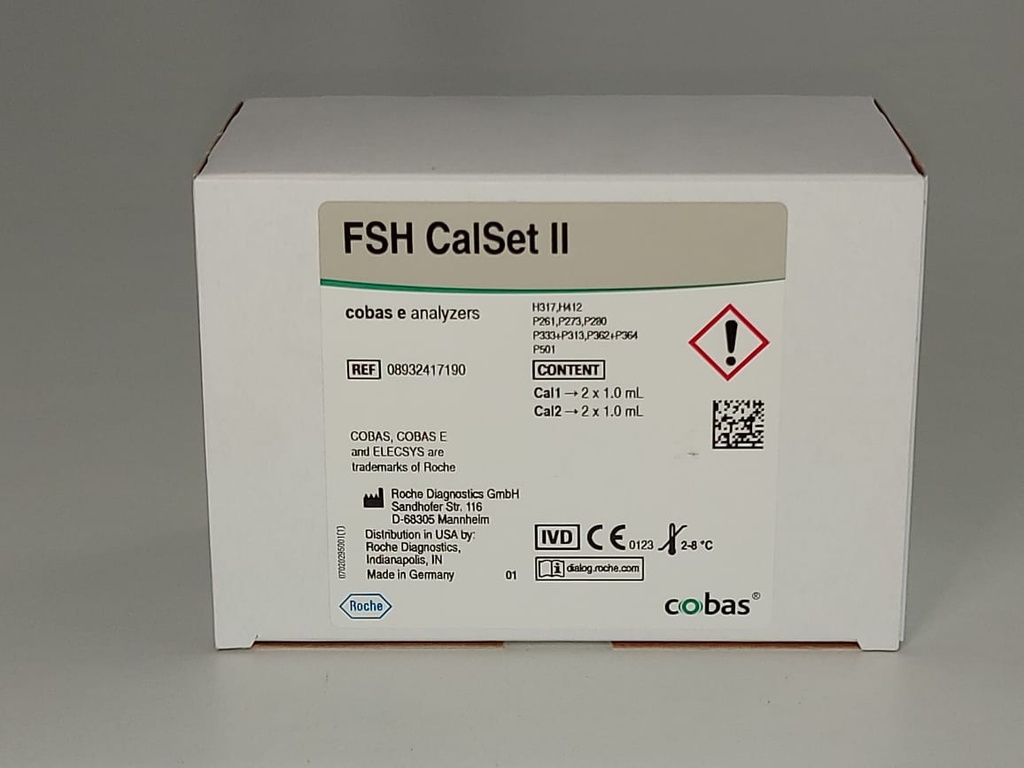 FSH CalSet II
cobas e analyzers
H317,H412
P261,P273,P280
P333+P313,P362+P364
P501
REF 08932417190
CONTENT
Cal1 → 2 x 1.0 mL
Cal2 → 2 x 1.0 mL
COBAS, COBAS E
and ELECSYS are
trademarks of Roche
Roche Diagnostics GmbH
Sandhofer Str. 116
D-68305 Mannheim
Distribution in USA by:
Roche Diagnostics,
Indianapolis, IN
Made in Germany
01
07020295001(1)
IVD CE 0123 2-8 °C
i dialog.roche.com
Roche
cobas®